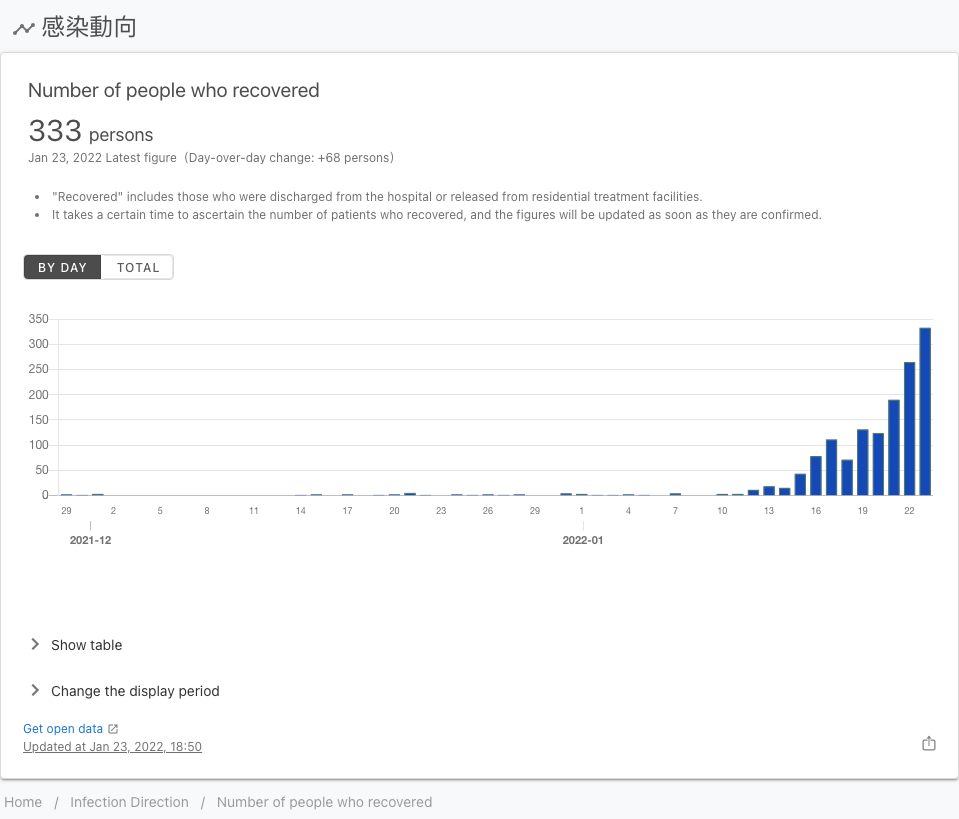 感染動向
Number of people who recovered
333 persons
Jan 23, 2022 Latest figure (Day-over-day change: +68 persons)
• "Recovered" includes those who were discharged from the hospital or released from residential treatment facilities.
• It takes a certain time to ascertain the number of patients who recovered, and the figures will be updated as soon as they are confirmed.
BY DAY TOTAL
350
300
250
200
150
100
50
0
29 2 5 8 11 14 17 20 23 26 29 1 4 7 10 13 16 19 22
2021-12 2022-01
Show table
Change the display period
Get open data
Updated at Jan 23, 2022, 18:50
Home / Infection Direction / Number of people who recovered